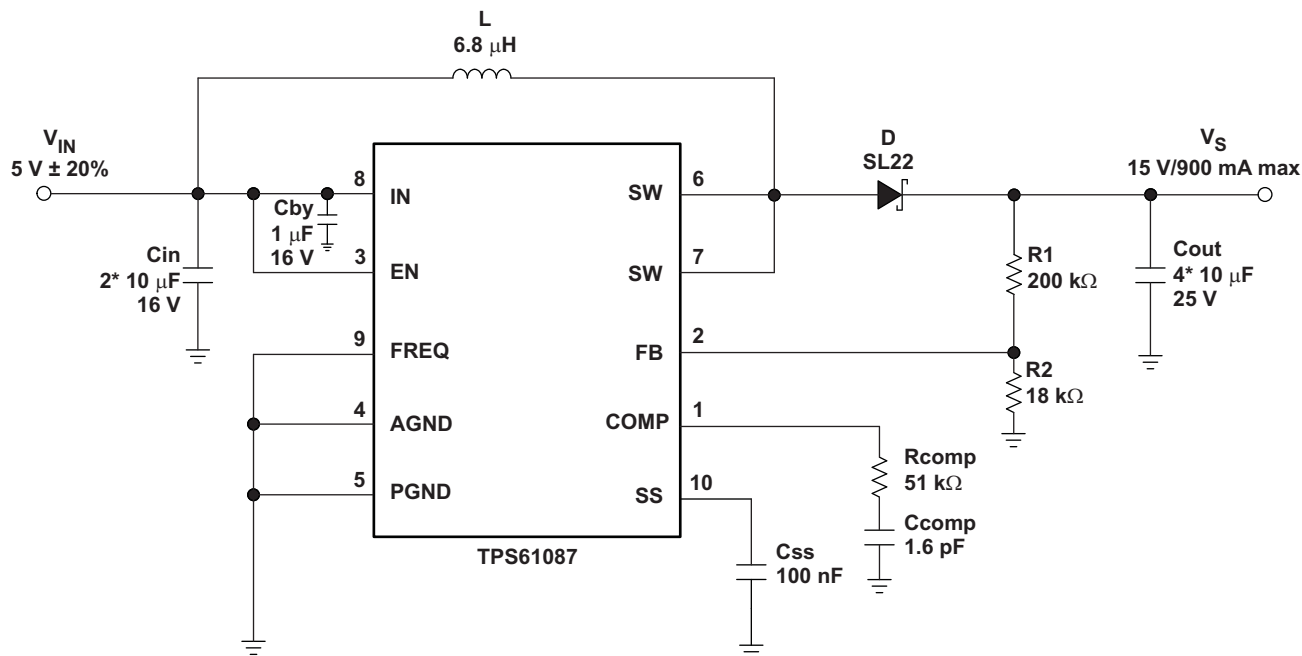 L
6.8 μH
VIN
5 V ± 20%
D
SL22
VS
15 V/900 mA max
8
IN
SW
6
Cby
1 μF
16 V
Cin
2* 10 μF
16 V
3
EN
SW
7
R1
200 kΩ
Cout
4* 10 μF
25 V
9
FREQ
FB
2
R2
18 kΩ
4
AGND
COMP
1
Rcomp
51 kΩ
5
PGND
SS
10
Ccomp
1.6 pF
Css
100 nF
TPS61087